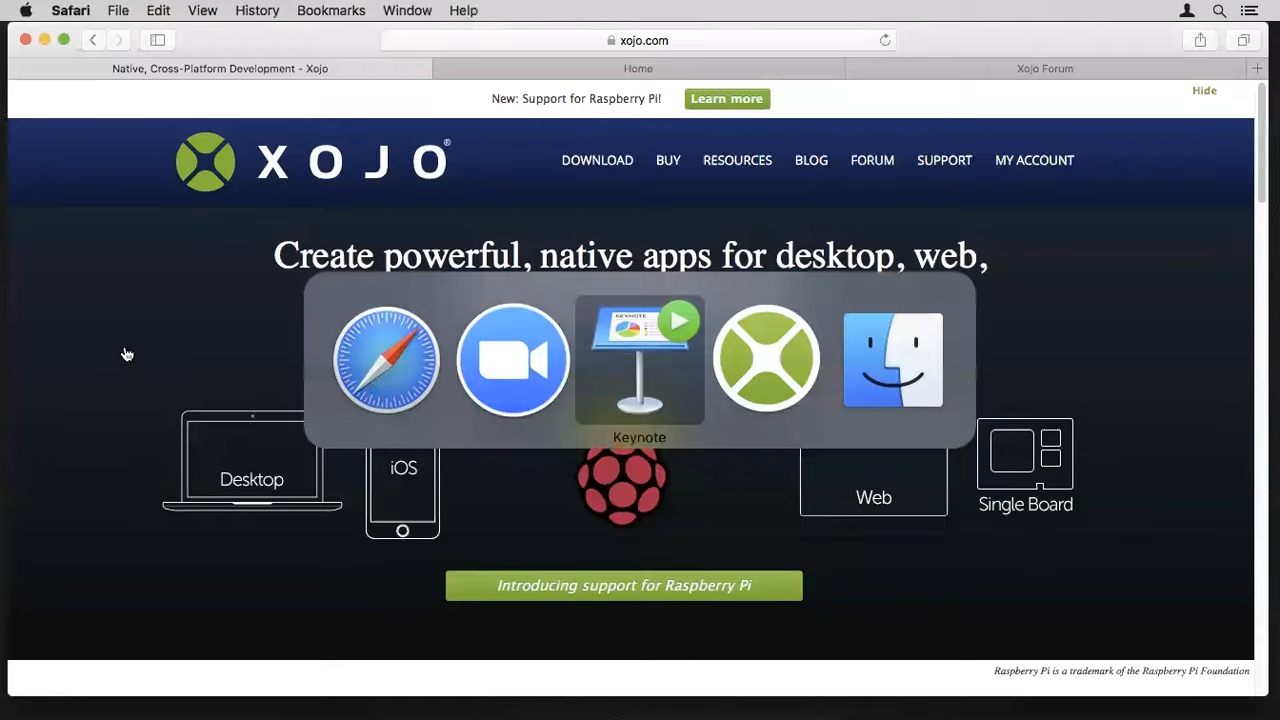 Safari File Edit View History Bookmarks Window Help
xojo.com
Native, Cross-Platform Development - Xojo Home Xojo Forum
New: Support for Raspberry Pi! Learn more Hide
XOJO® DOWNLOAD BUY RESOURCES BLOG FORUM SUPPORT MY ACCOUNT
Create powerful, native apps for desktop, web,
KEYNOTE
Keynote
Desktop iOS Web Single Board
Introducing support for Raspberry Pi
Raspberry Pi is a trademark of the Raspberry Pi Foundation